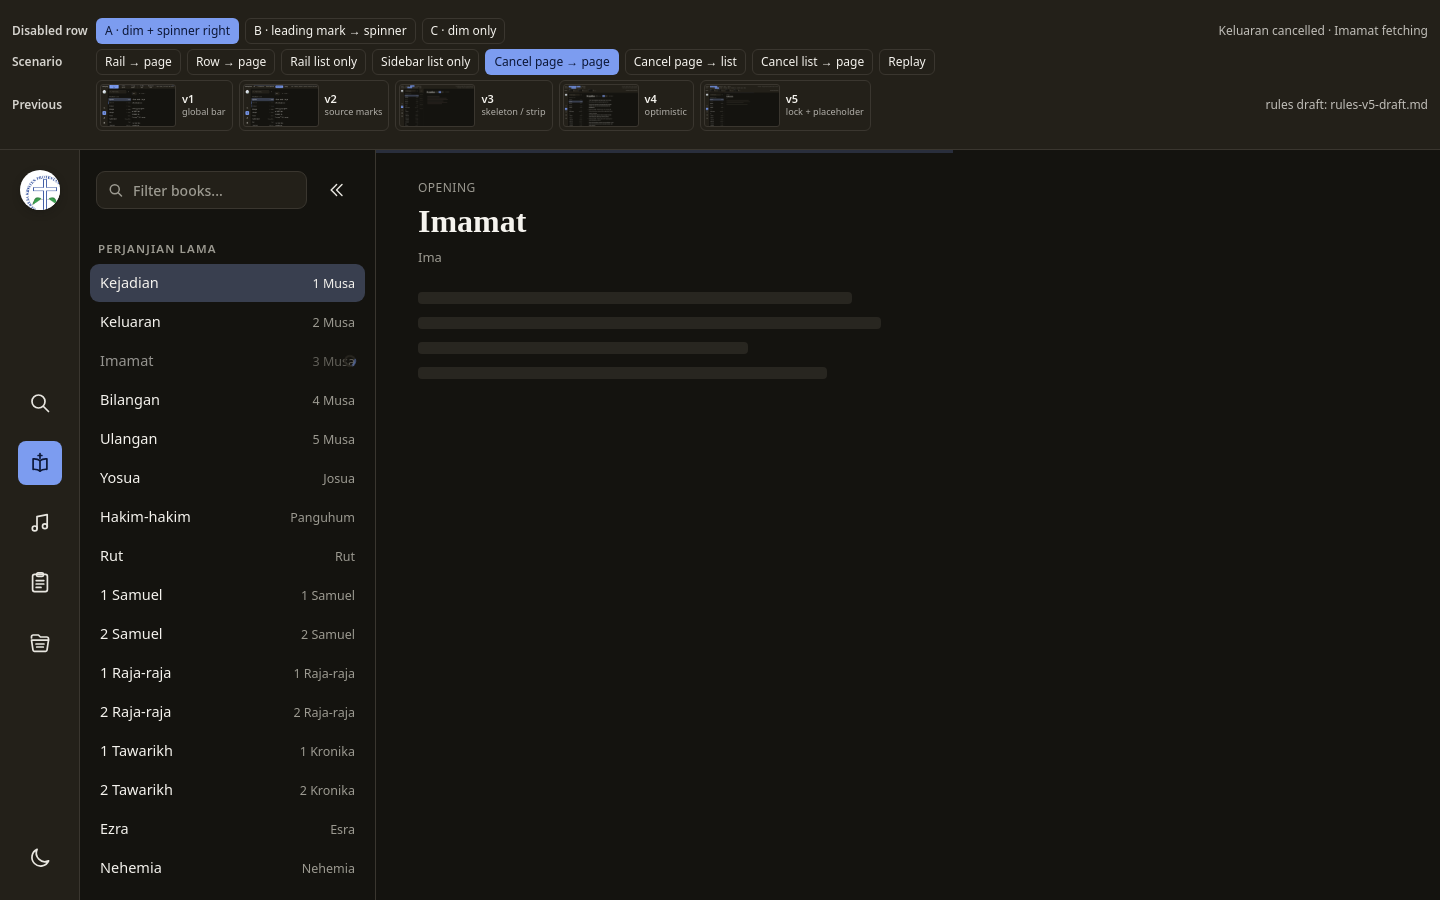 Disabled row A · dim + spinner right B · leading mark → spinner C · dim only Keluaran cancelled · Imamat fetching
Scenario Rail → page Row → page Rail list only Sidebar list only Cancel page → page Cancel page → list Cancel list → page Replay
Previous v1 global bar v2 source marks v3 skeleton / strip v4 optimistic v5 lock + placeholder rules draft: rules-v5-draft.md
Filter books...
PERJANJIAN LAMA
Kejadian 1 Musa
Keluaran 2 Musa
Imamat 3 Musa
Bilangan 4 Musa
Ulangan 5 Musa
Yosua Josua
Hakim-hakim Panguhum
Rut Rut
1 Samuel 1 Samuel
2 Samuel 2 Samuel
1 Raja-raja 1 Raja-raja
2 Raja-raja 2 Raja-raja
1 Tawarikh 1 Kronika
2 Tawarikh 2 Kronika
Ezra Esra
Nehemia Nehemia
OPENING
Imamat
Ima